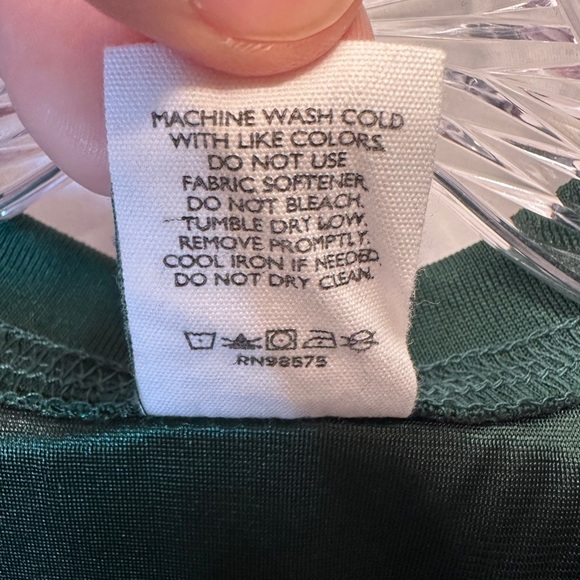 MACHINE WASH COLD
WITH LIKE COLORS.
DO NOT USE
FABRIC SOFTENER
DO NOT BLEACH.
TUMBLE DRY LOW.
REMOVE PROMPTLY.
COOL IRON IF NEEDED
DO NOT DRY CLEAN.
RN98575